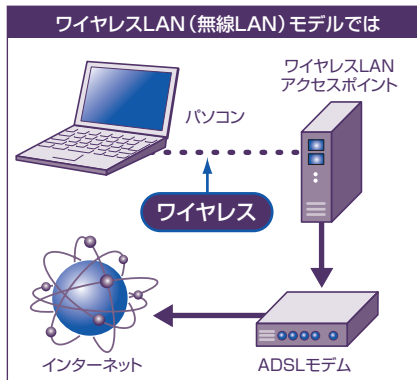 ワイヤレスLAN（無線LAN）モデルでは
ワイヤレスLAN
アクセスポイント
パソコン
ワイヤレス
インターネット
ADSLモデム